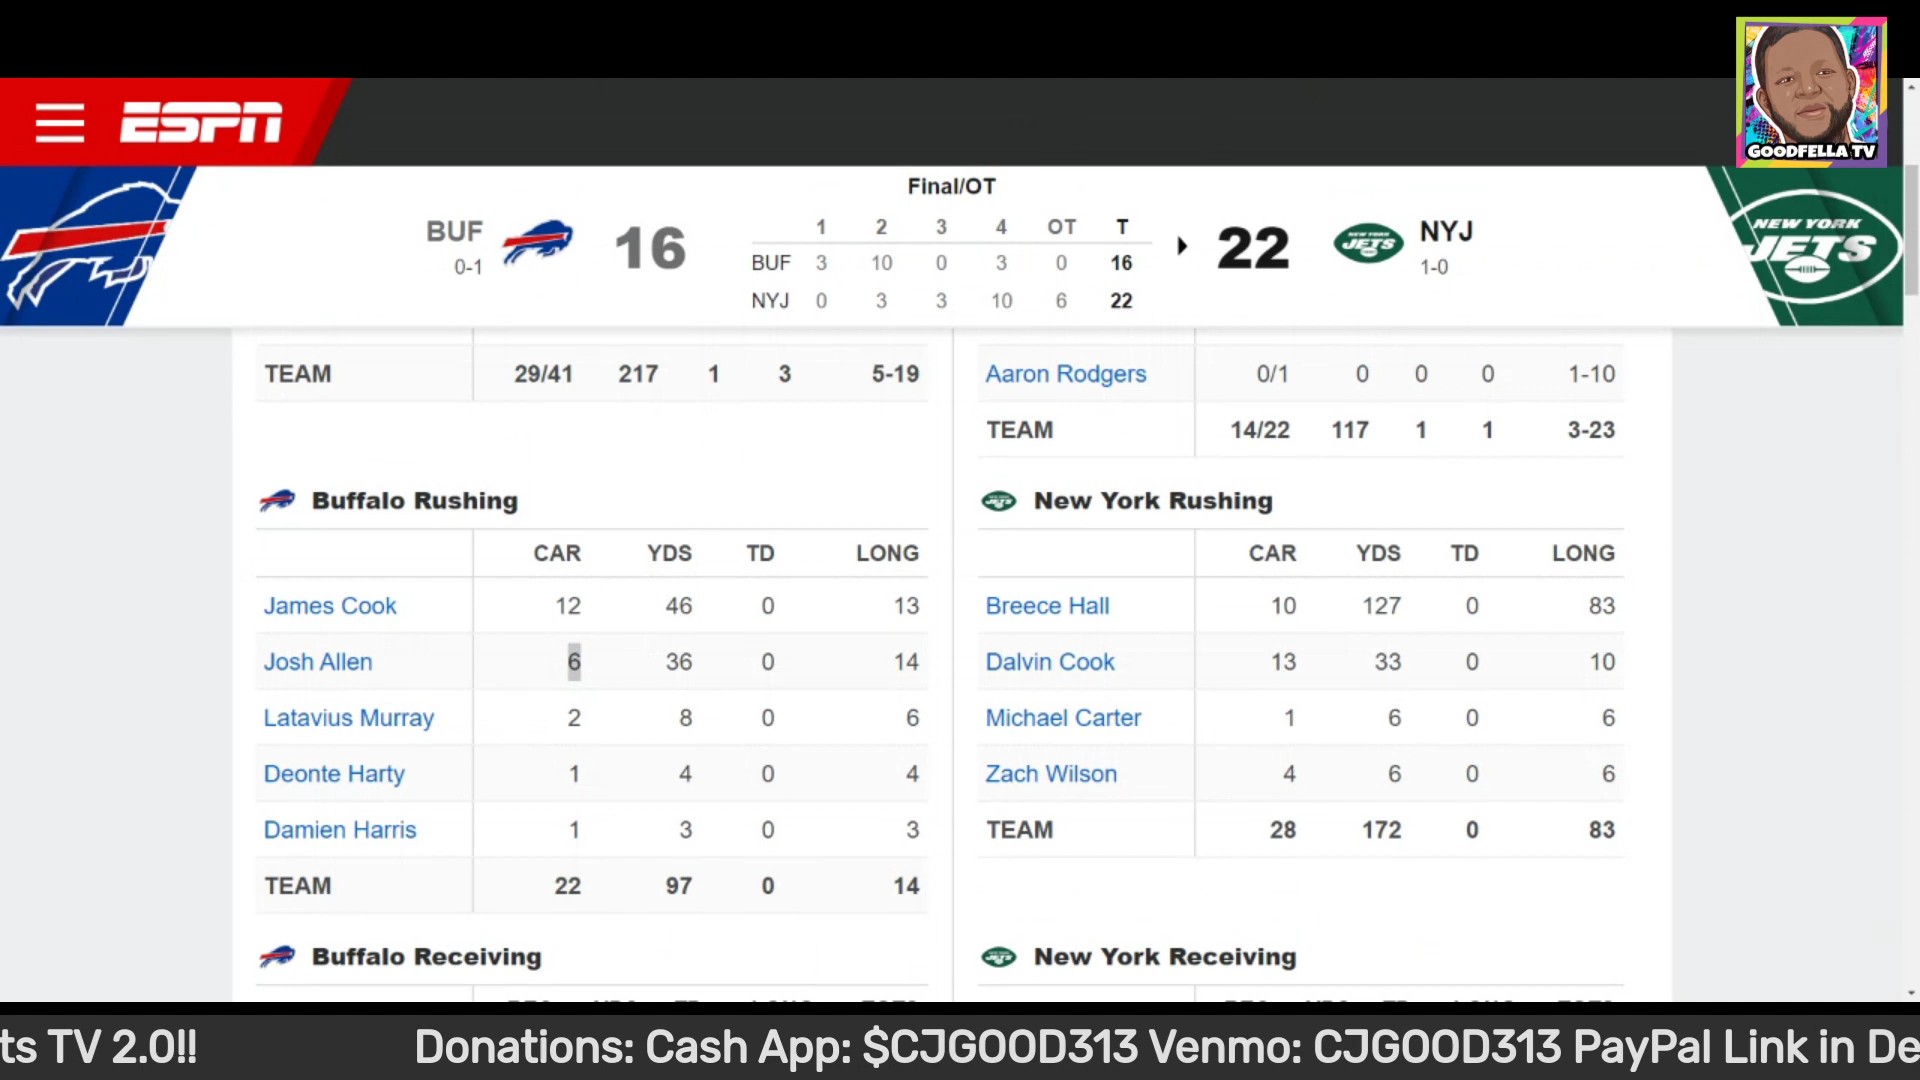 GOODFELLA TV
ESPN
Final/OT
BUF 0-1 16
1 2 3 4 OT T
BUF 3 10 0 3 0 16
NYJ 0 3 3 10 6 22
22 NYJ 1-0
NEW YORK JETS
TEAM 29/41 217 1 3 5-19
Aaron Rodgers 0/1 0 0 0 1-10
TEAM 14/22 117 1 1 3-23
Buffalo Rushing
CAR YDS TD LONG
James Cook 12 46 0 13
Josh Allen 6 36 0 14
Latavius Murray 2 8 0 6
Deonte Harty 1 4 0 4
Damien Harris 1 3 0 3
TEAM 22 97 0 14
New York Rushing
CAR YDS TD LONG
Breece Hall 10 127 0 83
Dalvin Cook 13 33 0 10
Michael Carter 1 6 0 6
Zach Wilson 4 6 0 6
TEAM 28 172 0 83
Buffalo Receiving
New York Receiving
ts TV 2.0!! Donations: Cash App: $CJGOOD313 Venmo: CJGOOD313 PayPal Link in De